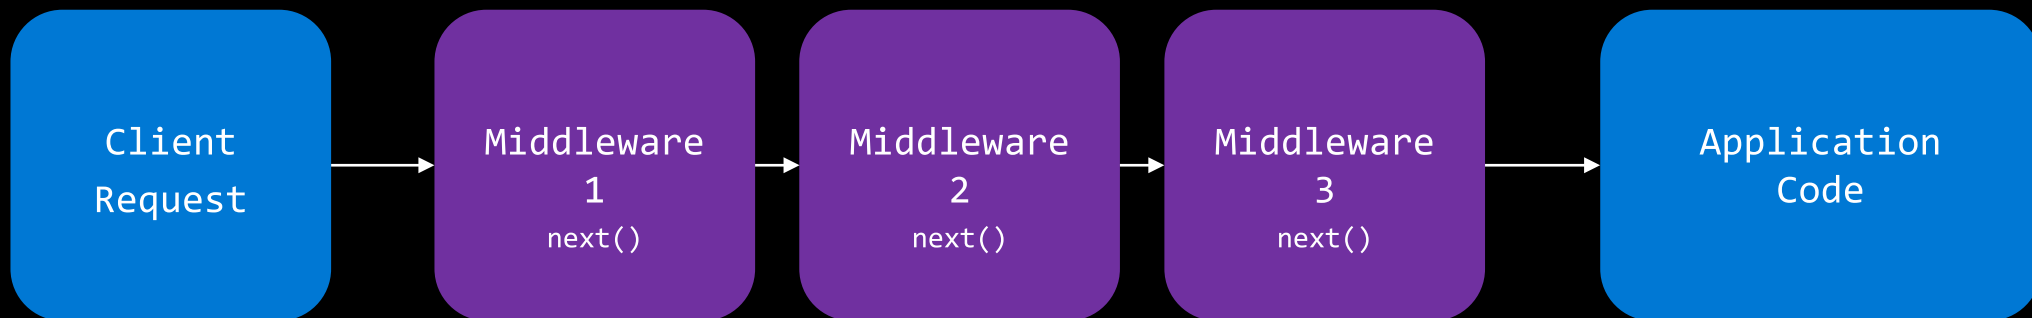 Client
Request
Middleware
1
next()
Middleware
2
next()
Middleware
3
next()
Application
Code